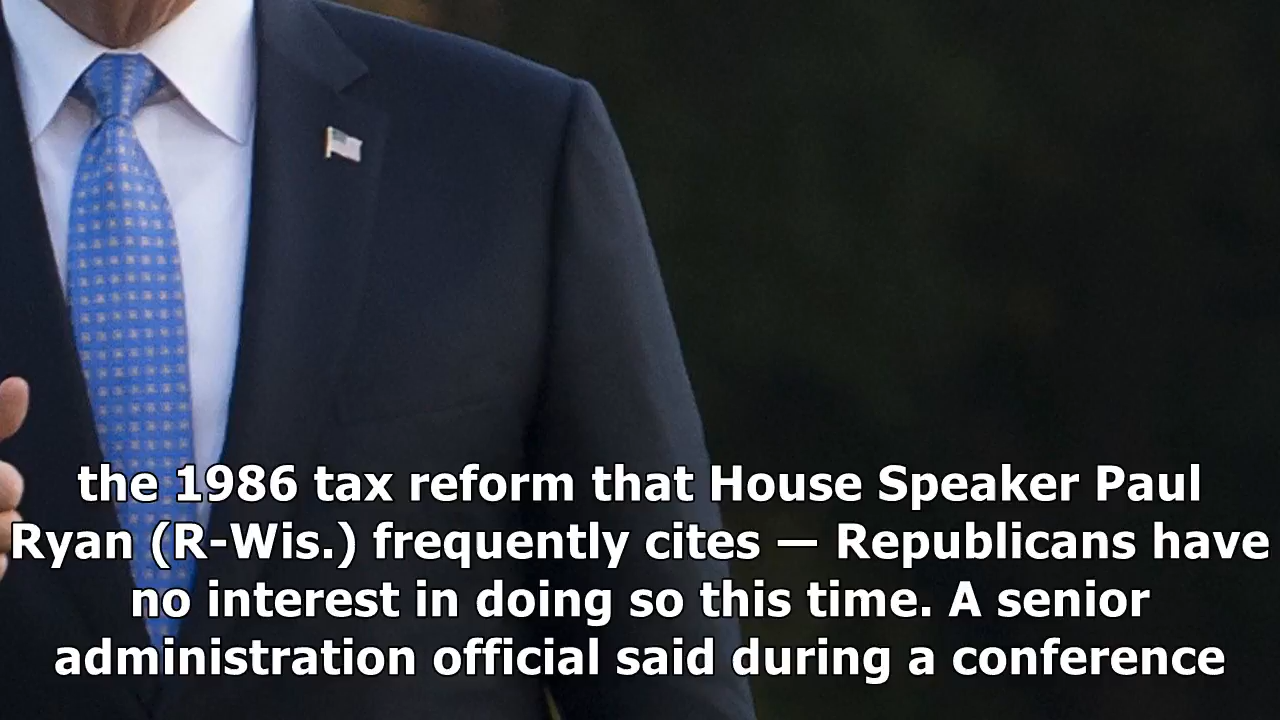 the 1986 tax reform that House Speaker Paul
Ryan (R-Wis.) frequently cites — Republicans have
no interest in doing so this time. A senior
administration official said during a conference